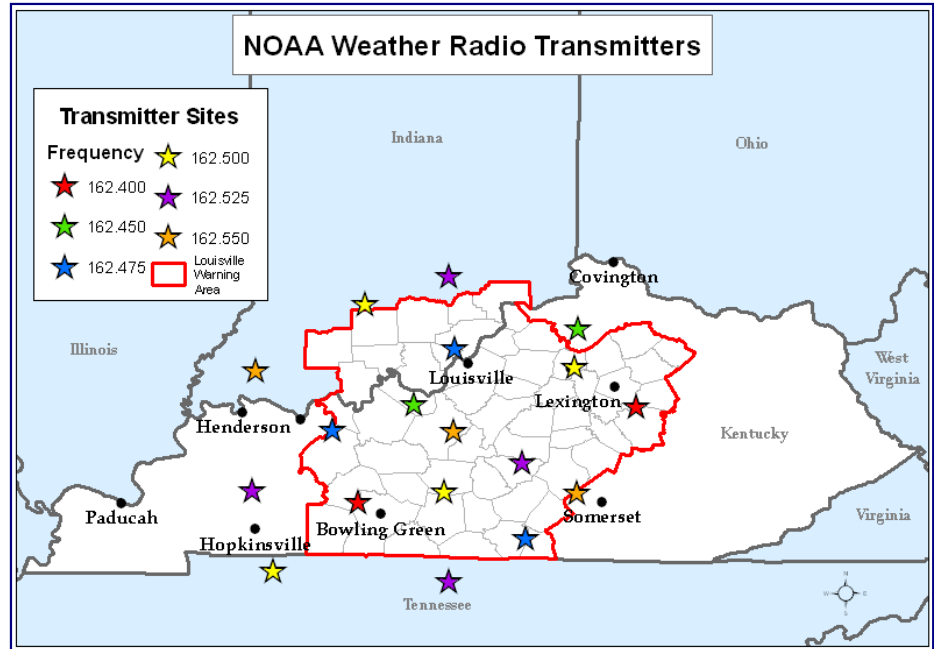 NOAA Weather Radio Transmitters
Transmitter Sites
Frequency
162.400
162.450
162.475
162.500
162.525
162.550
Louisville
Warning
Area
Indiana
Ohio
Covington
Illinois
Louisville
West
Virginia
Lexington
Henderson
Kentucky
Paducah
Bowling Green
Somerset
Virginia
Hopkinsville
Tennessee
N
W
E
S